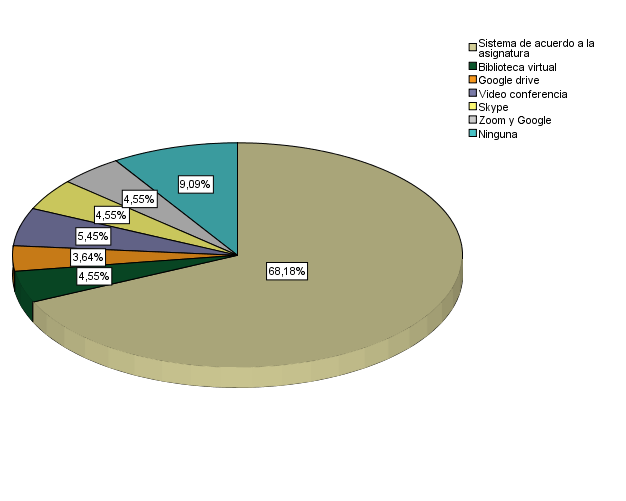 Sistema de acuerdo a la
asignatura
Biblioteca virtual
Google drive
Video conferencia
Skype
Zoom y Google
Ninguna
9,09%
4,55%
4,55%
5,45%
3,64%
4,55%
68,18%